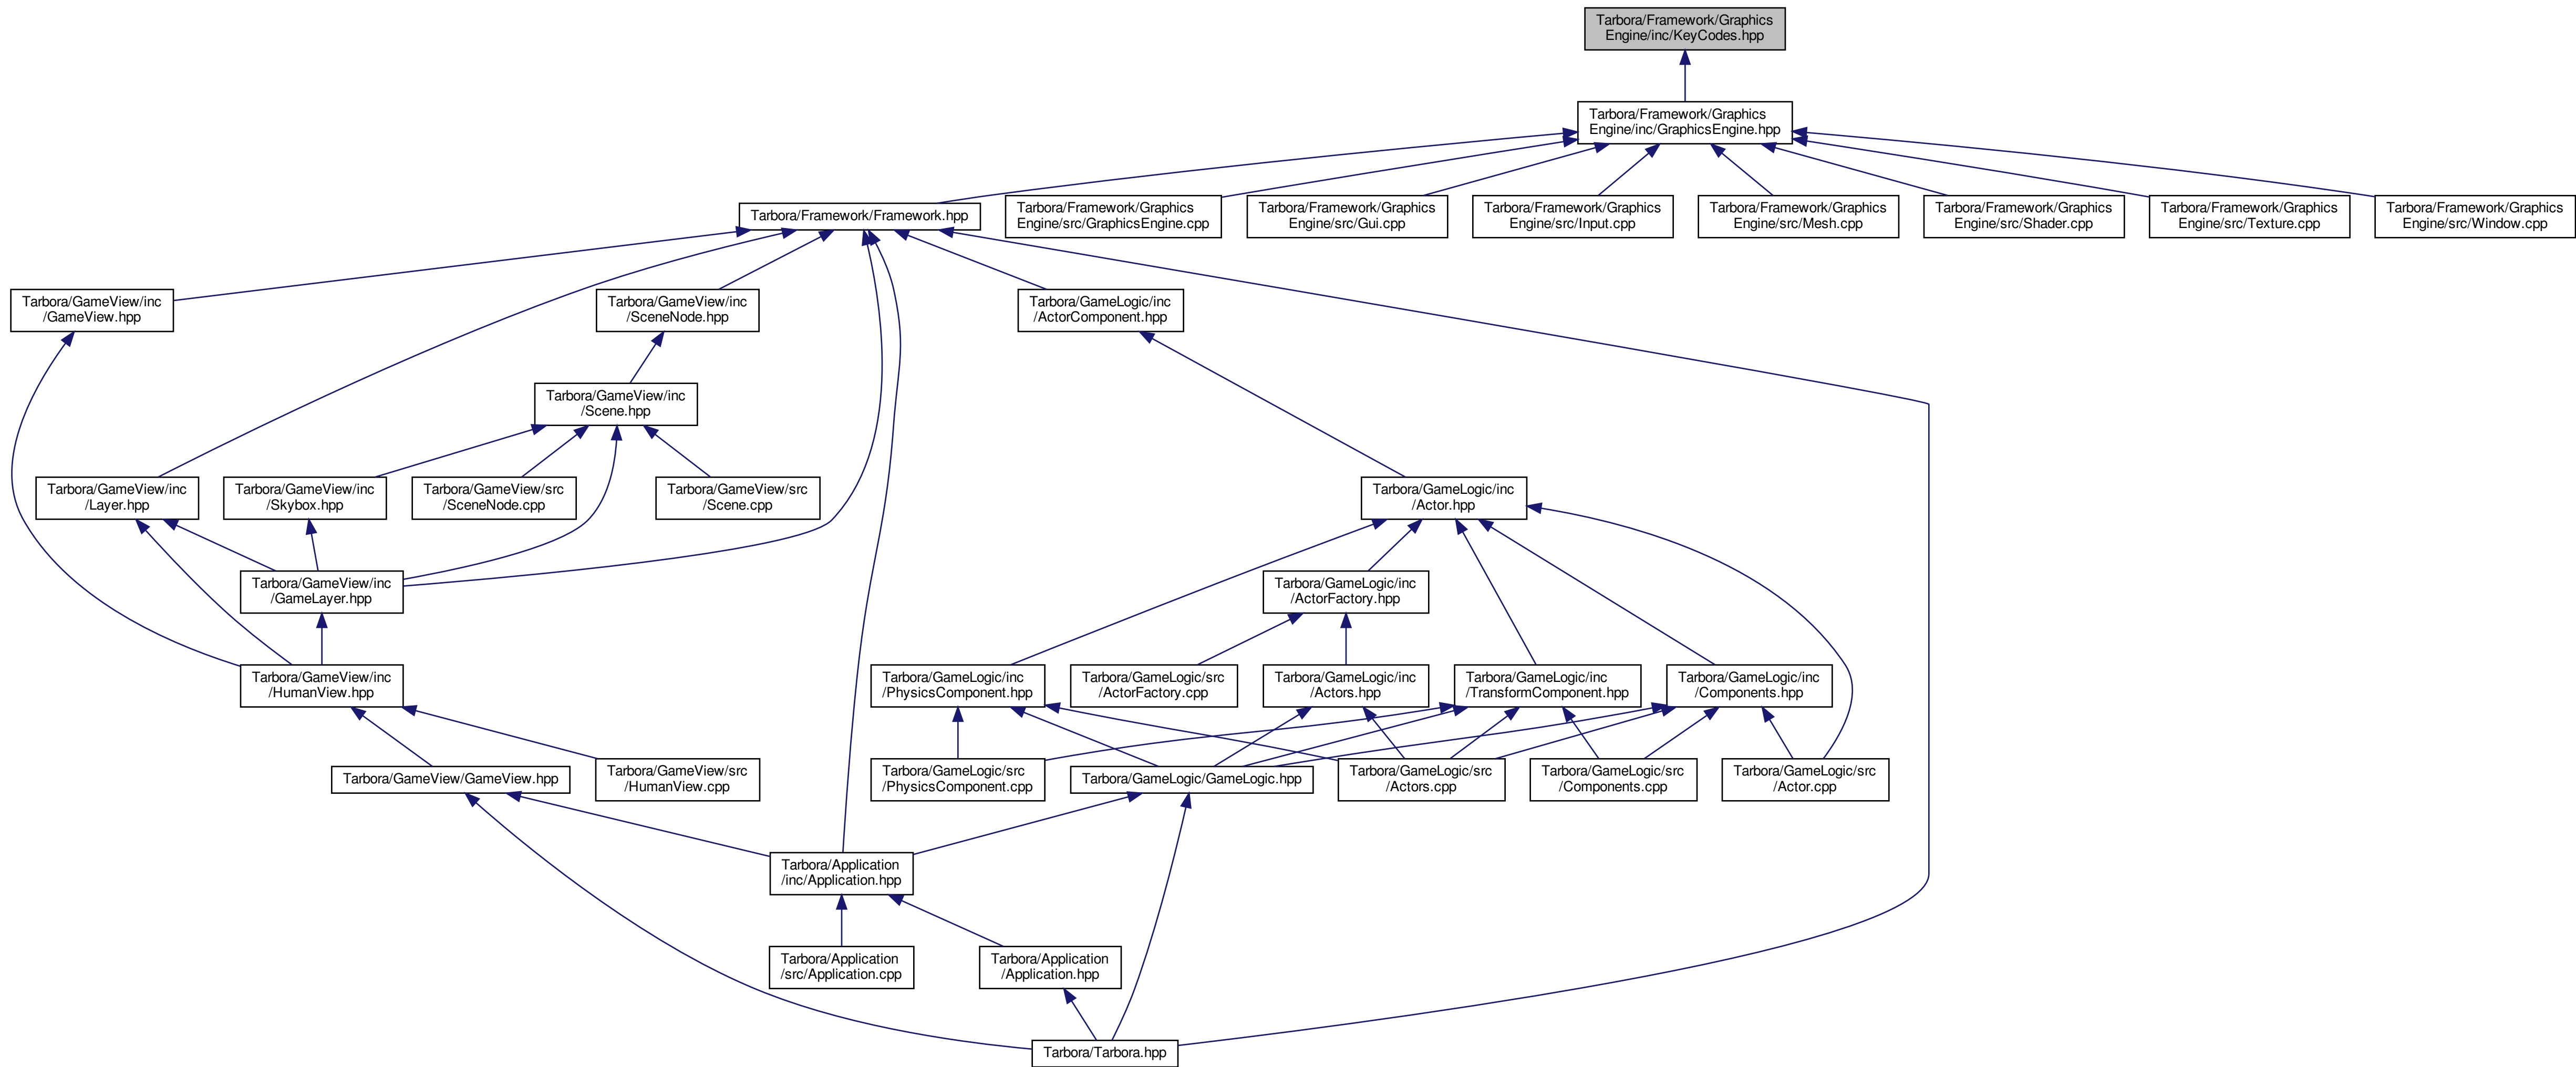 Tarbora/Framework/Graphics
Engine/inc/KeyCodes.hpp
Tarbora/Framework/Graphics
Engine/inc/GraphicsEngine.hpp
Tarbora/Framework/Framework.hpp
Tarbora/Framework/Graphics
Engine/src/GraphicsEngine.cpp
Tarbora/Framework/Graphics
Engine/src/Gui.cpp
Tarbora/Framework/Graphics
Engine/src/Input.cpp
Tarbora/Framework/Graphics
Engine/src/Mesh.cpp
Tarbora/Framework/Graphics
Engine/src/Shader.cpp
Tarbora/Framework/Graphics
Engine/src/Texture.cpp
Tarbora/Framework/Graphics
Engine/src/Window.cpp
Tarbora/GameView/inc
/GameView.hpp
Tarbora/GameView/inc
/SceneNode.hpp
Tarbora/GameLogic/inc
/ActorComponent.hpp
Tarbora/GameView/inc
/Scene.hpp
Tarbora/GameView/inc
/Layer.hpp
Tarbora/GameView/inc
/Skybox.hpp
Tarbora/GameView/src
/SceneNode.cpp
Tarbora/GameView/src
/Scene.cpp
Tarbora/GameLogic/inc
/Actor.hpp
Tarbora/GameView/inc
/GameLayer.hpp
Tarbora/GameLogic/inc
/ActorFactory.hpp
Tarbora/GameView/inc
/HumanView.hpp
Tarbora/GameLogic/inc
/PhysicsComponent.hpp
Tarbora/GameLogic/src
/ActorFactory.cpp
Tarbora/GameLogic/inc
/Actors.hpp
Tarbora/GameLogic/inc
/TransformComponent.hpp
Tarbora/GameLogic/inc
/Components.hpp
Tarbora/GameView/GameView.hpp
Tarbora/GameView/src
/HumanView.cpp
Tarbora/GameLogic/src
/PhysicsComponent.cpp
Tarbora/GameLogic/GameLogic.hpp
Tarbora/GameLogic/src
/Actors.cpp
Tarbora/GameLogic/src
/Components.cpp
Tarbora/GameLogic/src
/Actor.cpp
Tarbora/Application
/inc/Application.hpp
Tarbora/Application
/src/Application.cpp
Tarbora/Application
/Application.hpp
Tarbora/Tarbora.hpp